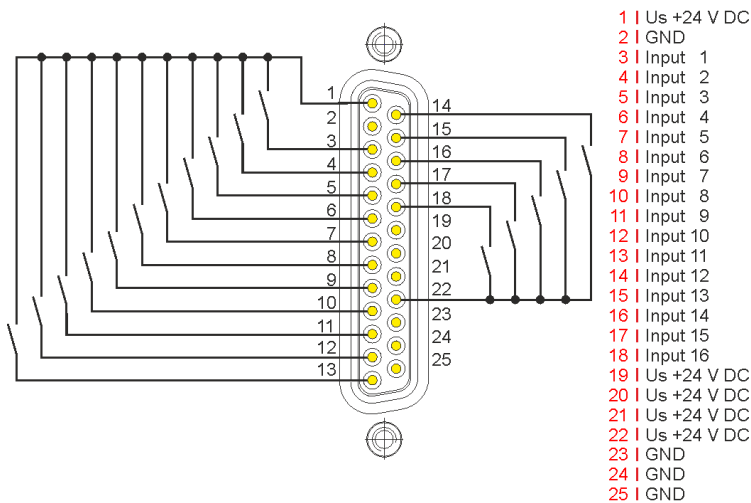 1
2
3
4
5
6
7
8
9
10
11
12
13
14
15
16
17
18
19
20
21
22
23
24
25
1 I Us +24 V DC
2 I GND
3 I Input 1
4 I Input 2
5 I Input 3
6 I Input 4
7 I Input 5
8 I Input 6
9 I Input 7
10 I Input 8
11 I Input 9
12 I Input 10
13 I Input 11
14 I Input 12
15 I Input 13
16 I Input 14
17 I Input 15
18 I Input 16
19 I Us +24 V DC
20 I Us +24 V DC
21 I Us +24 V DC
22 I Us +24 V DC
23 I GND
24 I GND
25 I GND